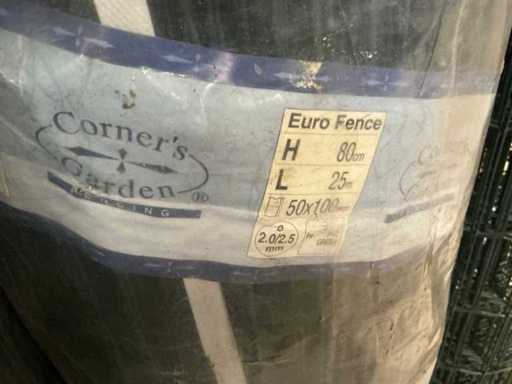 Corner's
Garden ®
FENCING
Euro Fence
H 80cm
L 25m
50x100mm
ø
2.0/2.5
mm